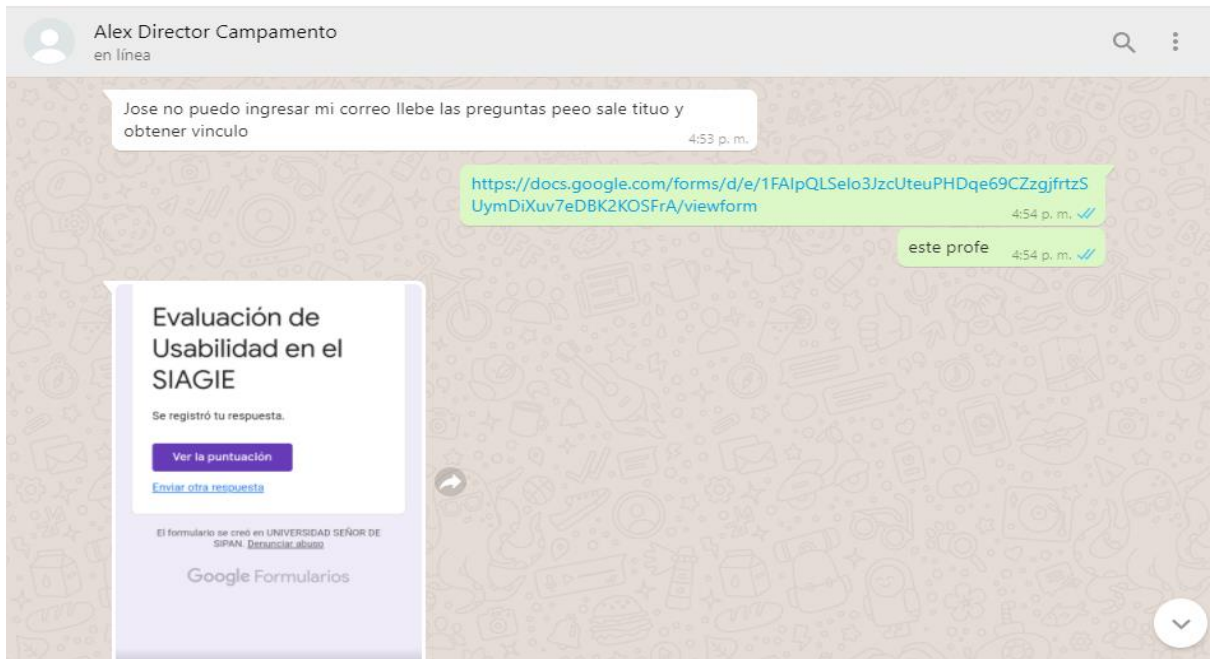 Alex Director Campamento
en línea
Jose no puedo ingresar mi correo llebe las preguntas peeo sale tituo y
obtener vinculo
4:53 p. m.
https://docs.google.com/forms/d/e/1FAIpQLSelo3JzcUteuPHDqe69CZzgjfrtzS
UymDiXuv7eDBK2KOSFrA/viewform
4:54 p. m.
este profe
4:54 p. m.
Evaluación de
Usabilidad en el
SIAGIE
Se registró tu respuesta.
Ver la puntuación
Enviar otra respuesta
El formulario se creó en UNIVERSIDAD SEÑOR DE
SIPAN. Denunciar abuso
Google Formularios